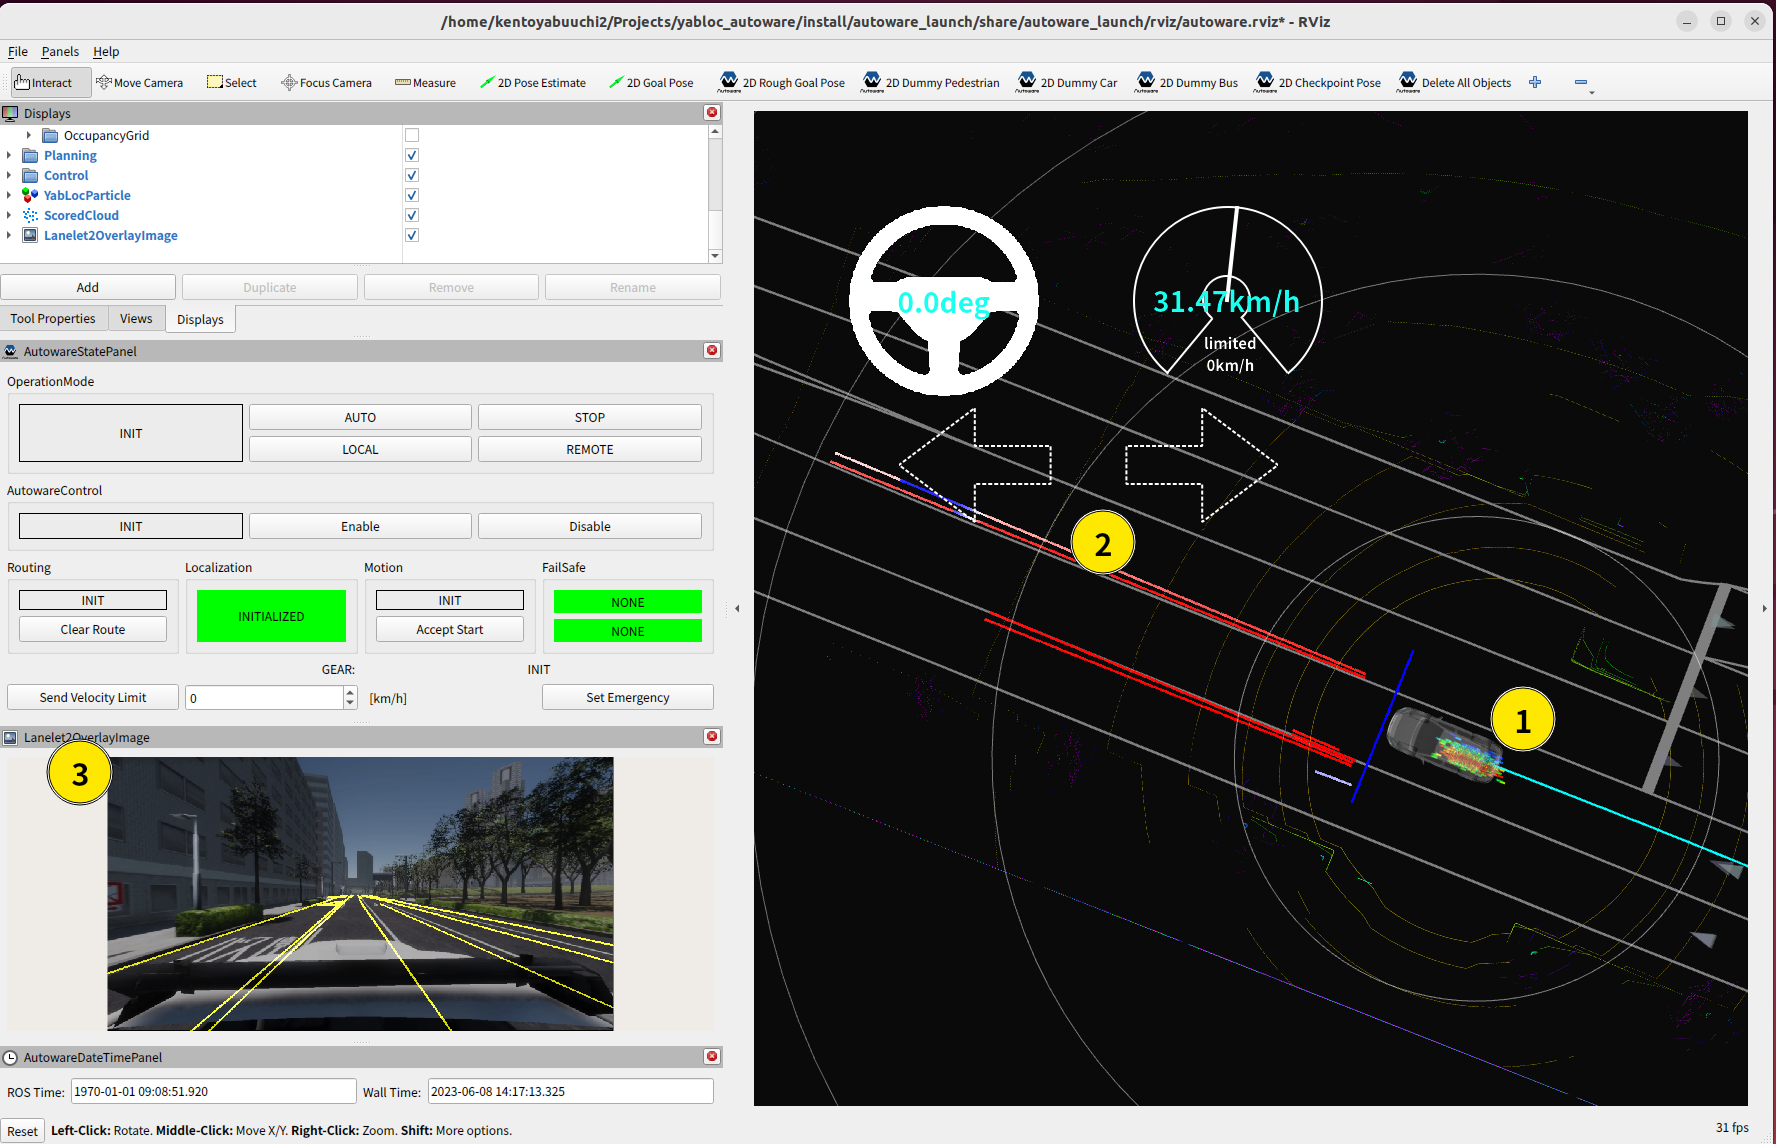 /home/kentoyabuuchi2/Projects/yabloc_autoware/install/autoware_launch/share/autoware_launch/rviz/autoware.rviz* - RViz
File Panels Help
Interact Move Camera Select Focus Camera Measure 2D Pose Estimate 2D Goal Pose 2D Rough Goal Pose 2D Dummy Pedestrian 2D Dummy Car 2D Dummy Bus 2D Checkpoint Pose Delete All Objects
Displays
OccupancyGrid
Planning
Control
YabLocParticle
ScoredCloud
Lanelet2OverlayImage
Add Duplicate Remove Rename
Tool Properties Views Displays
AutowareStatePanel
OperationMode
INIT
AUTO STOP
LOCAL REMOTE
AutowareControl
INIT Enable Disable
Routing Localization Motion FailSafe
INIT INITIALIZED INIT NONE
Clear Route Accept Start NONE
GEAR: INIT
Send Velocity Limit 0 [km/h] Set Emergency
Lanelet2OverlayImage
3
AutowareDateTimePanel
ROS Time: 1970-01-01 09:08:51.920 Wall Time: 2023-06-08 14:17:13.325
Reset Left-Click: Rotate. Middle-Click: Move X/Y. Right-Click: Zoom. Shift: More options.
0.0deg
31.47km/h
limited
0km/h
2
1
31 fps